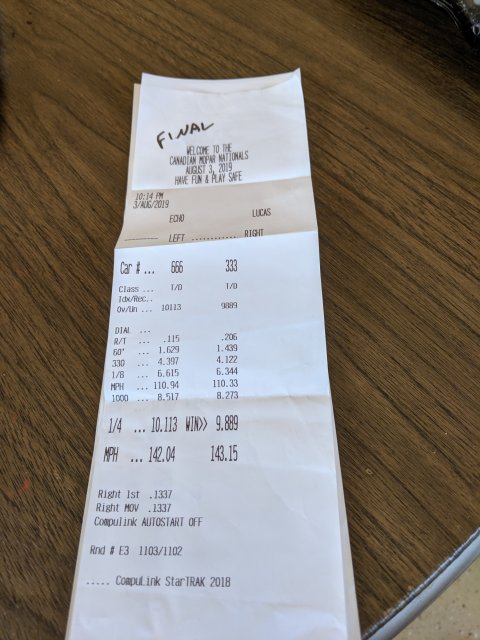 FINAL
WELCOME TO THE
CANADIAN MOPAR NATIONALS
AUGUST 3, 2019
HAVE FUN & PLAY SAFE
10:14 PM
3/AUG/2019
ECHO LUCAS
--------- LEFT ............ RIGHT
Car # ... 666 333
Class ... T/D T/D
Idx/Rec..
Ov/Un ... 10113 9889
DIAL ...
R/T ... .115 .206
60' ... 1.629 1.439
330 ... 4.397 4.122
1/8 ... 6.615 6.344
MPH ... 110.94 110.33
1000 ... 8.517 8.273
1/4 ... 10.113 WIN>> 9.889
MPH ... 142.04 143.15
Right 1st .1337
Right MOV .1337
Compulink AUTOSTART OFF
Rnd # E3 1103/1102
..... CompuLink StarTRAK 2018